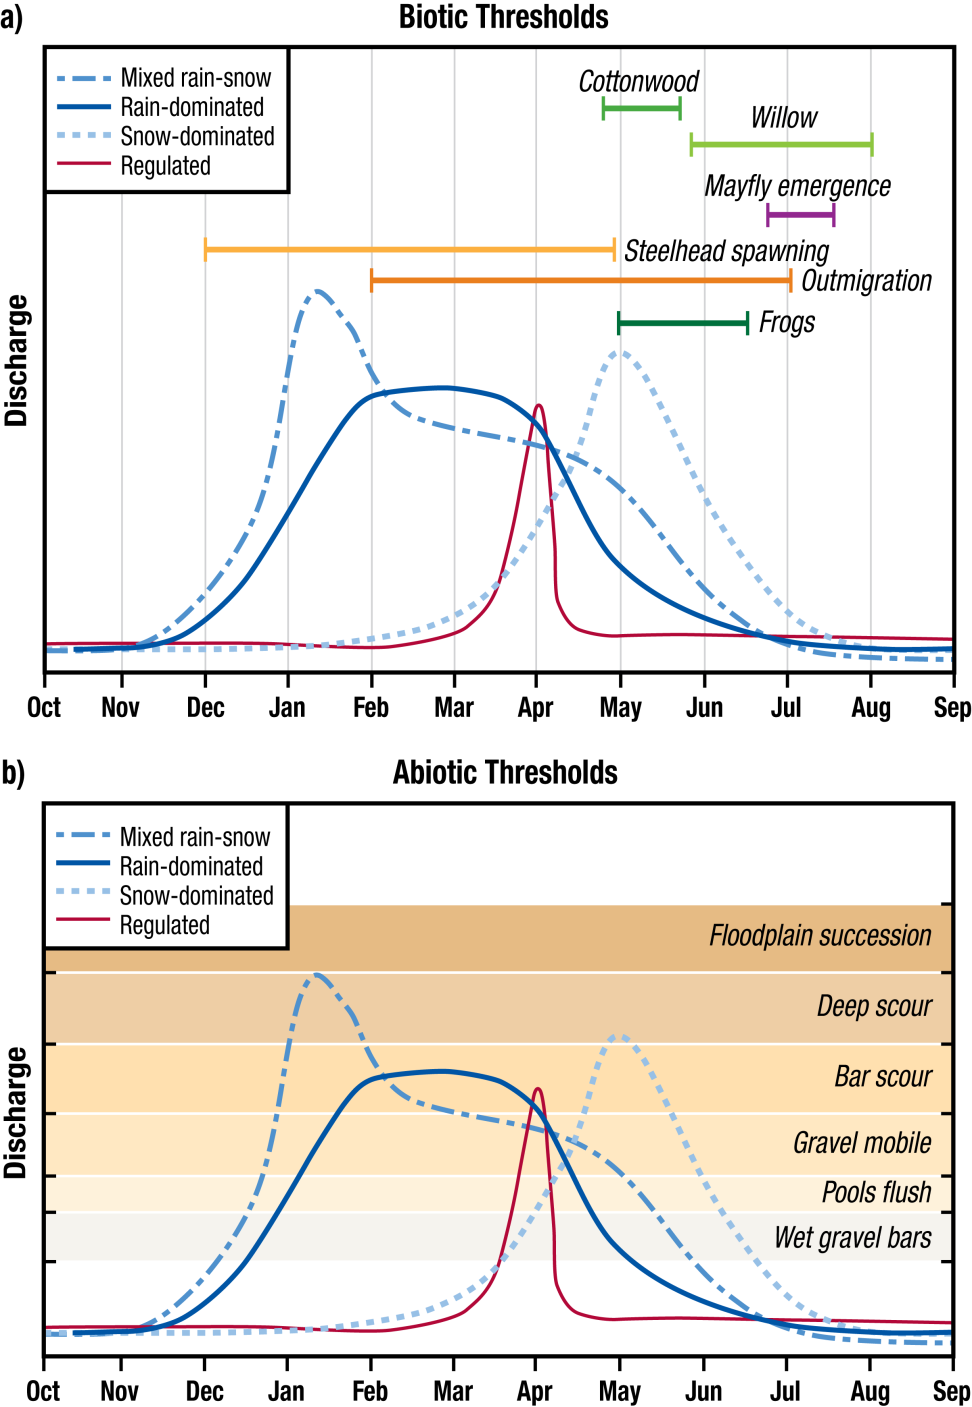 a)
Biotic Thresholds
Mixed rain-snow
Rain-dominated
Snow-dominated
Regulated
Cottonwood
Willow
Mayfly emergence
Steelhead spawning
Outmigration
Frogs
Discharge
Oct Nov Dec Jan Feb Mar Apr May Jun Jul Aug Sep
b)
Abiotic Thresholds
Mixed rain-snow
Rain-dominated
Snow-dominated
Regulated
Floodplain succession
Deep scour
Bar scour
Gravel mobile
Pools flush
Wet gravel bars
Discharge
Oct Nov Dec Jan Feb Mar Apr May Jun Jul Aug Sep